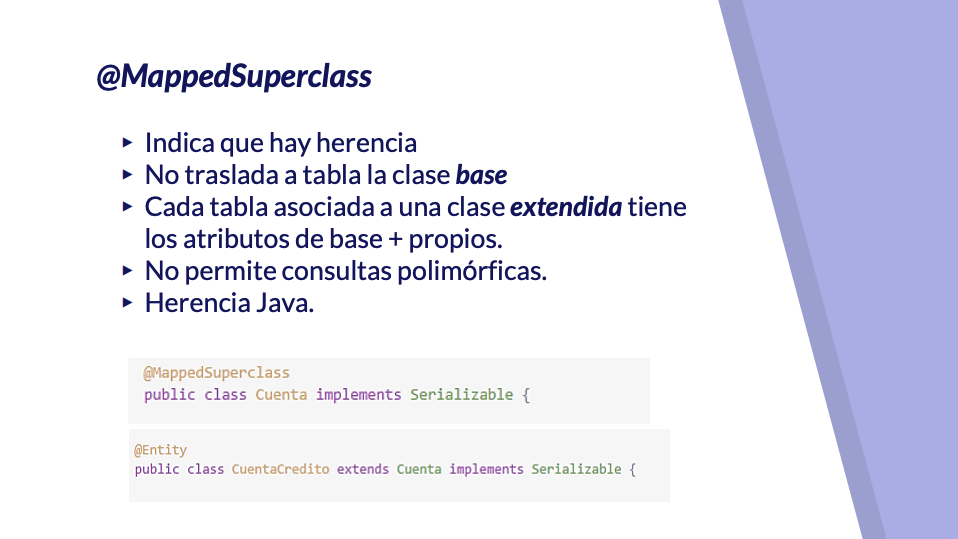 @MappedSuperclass
▸ Indica que hay herencia
▸ No traslada a tabla la clase base
▸ Cada tabla asociada a una clase extendida tiene
los atributos de base + propios.
▸ No permite consultas polimórficas.
▸ Herencia Java.
@MappedSuperclass
public class Cuenta implements Serializable {
@Entity
public class CuentaCredito extends Cuenta implements Serializable {